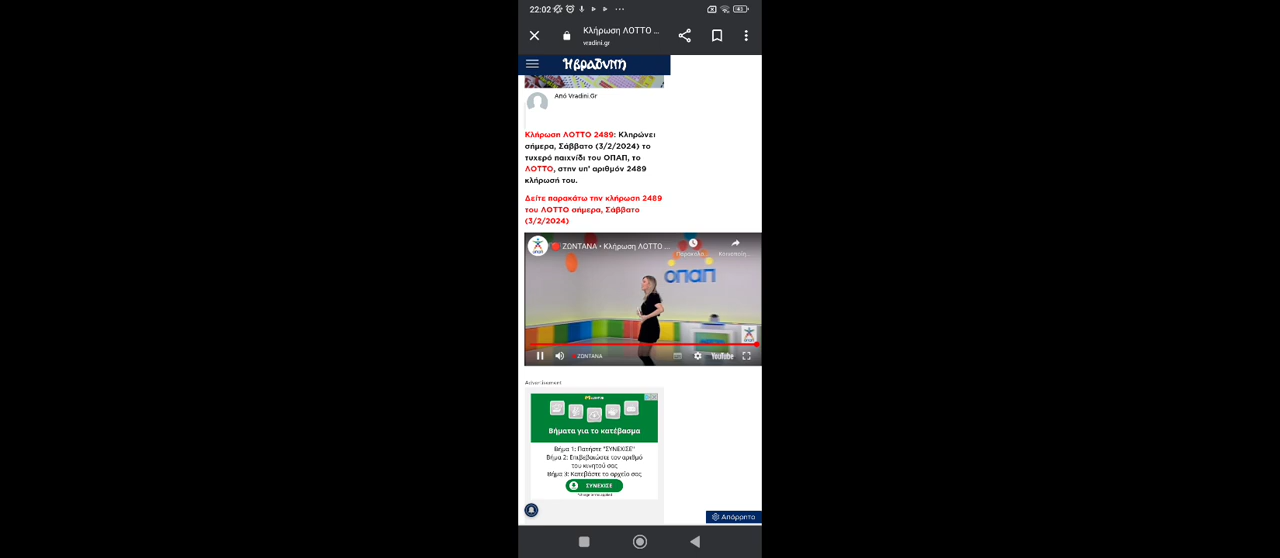 22:02
Κλήρωση ΛΟΤΤΟ ...
vradini.gr
Ἡ βραδυνή
Από Vradini.Gr
Κλήρωση ΛΟΤΤΟ 2489: Κληρώνει
σήμερα, Σάββατο (3/2/2024) το
τυχερό παιχνίδι του ΟΠΑΠ, το
ΛΟΤΤΟ, στην υπ' αριθμόν 2489
κλήρωσή του.
Δείτε παρακάτω την κλήρωση 2489
του ΛΟΤΤΟ σήμερα, Σάββατο
(3/2/2024)
ΖΩΝΤΑΝΑ • Κλήρωση ΛΟΤΤΟ ...
οπαπ
Παρακολο...
Κοινοποίη...
οπαπ
ΖΩΝΤΑΝΑ
YouTube
Advertisement
Βήματα για το κατέβασμα
Βήμα 1: Πατήστε "ΣΥΝΕΧΙΣΕ"
Βήμα 2: Επιβεβαιώστε τον αριθμό
του κινητού σας
Βήμα 3: Κατεβάστε το αρχείο σας
ΣΥΝΕΧΙΣΕ
Απόρρητο